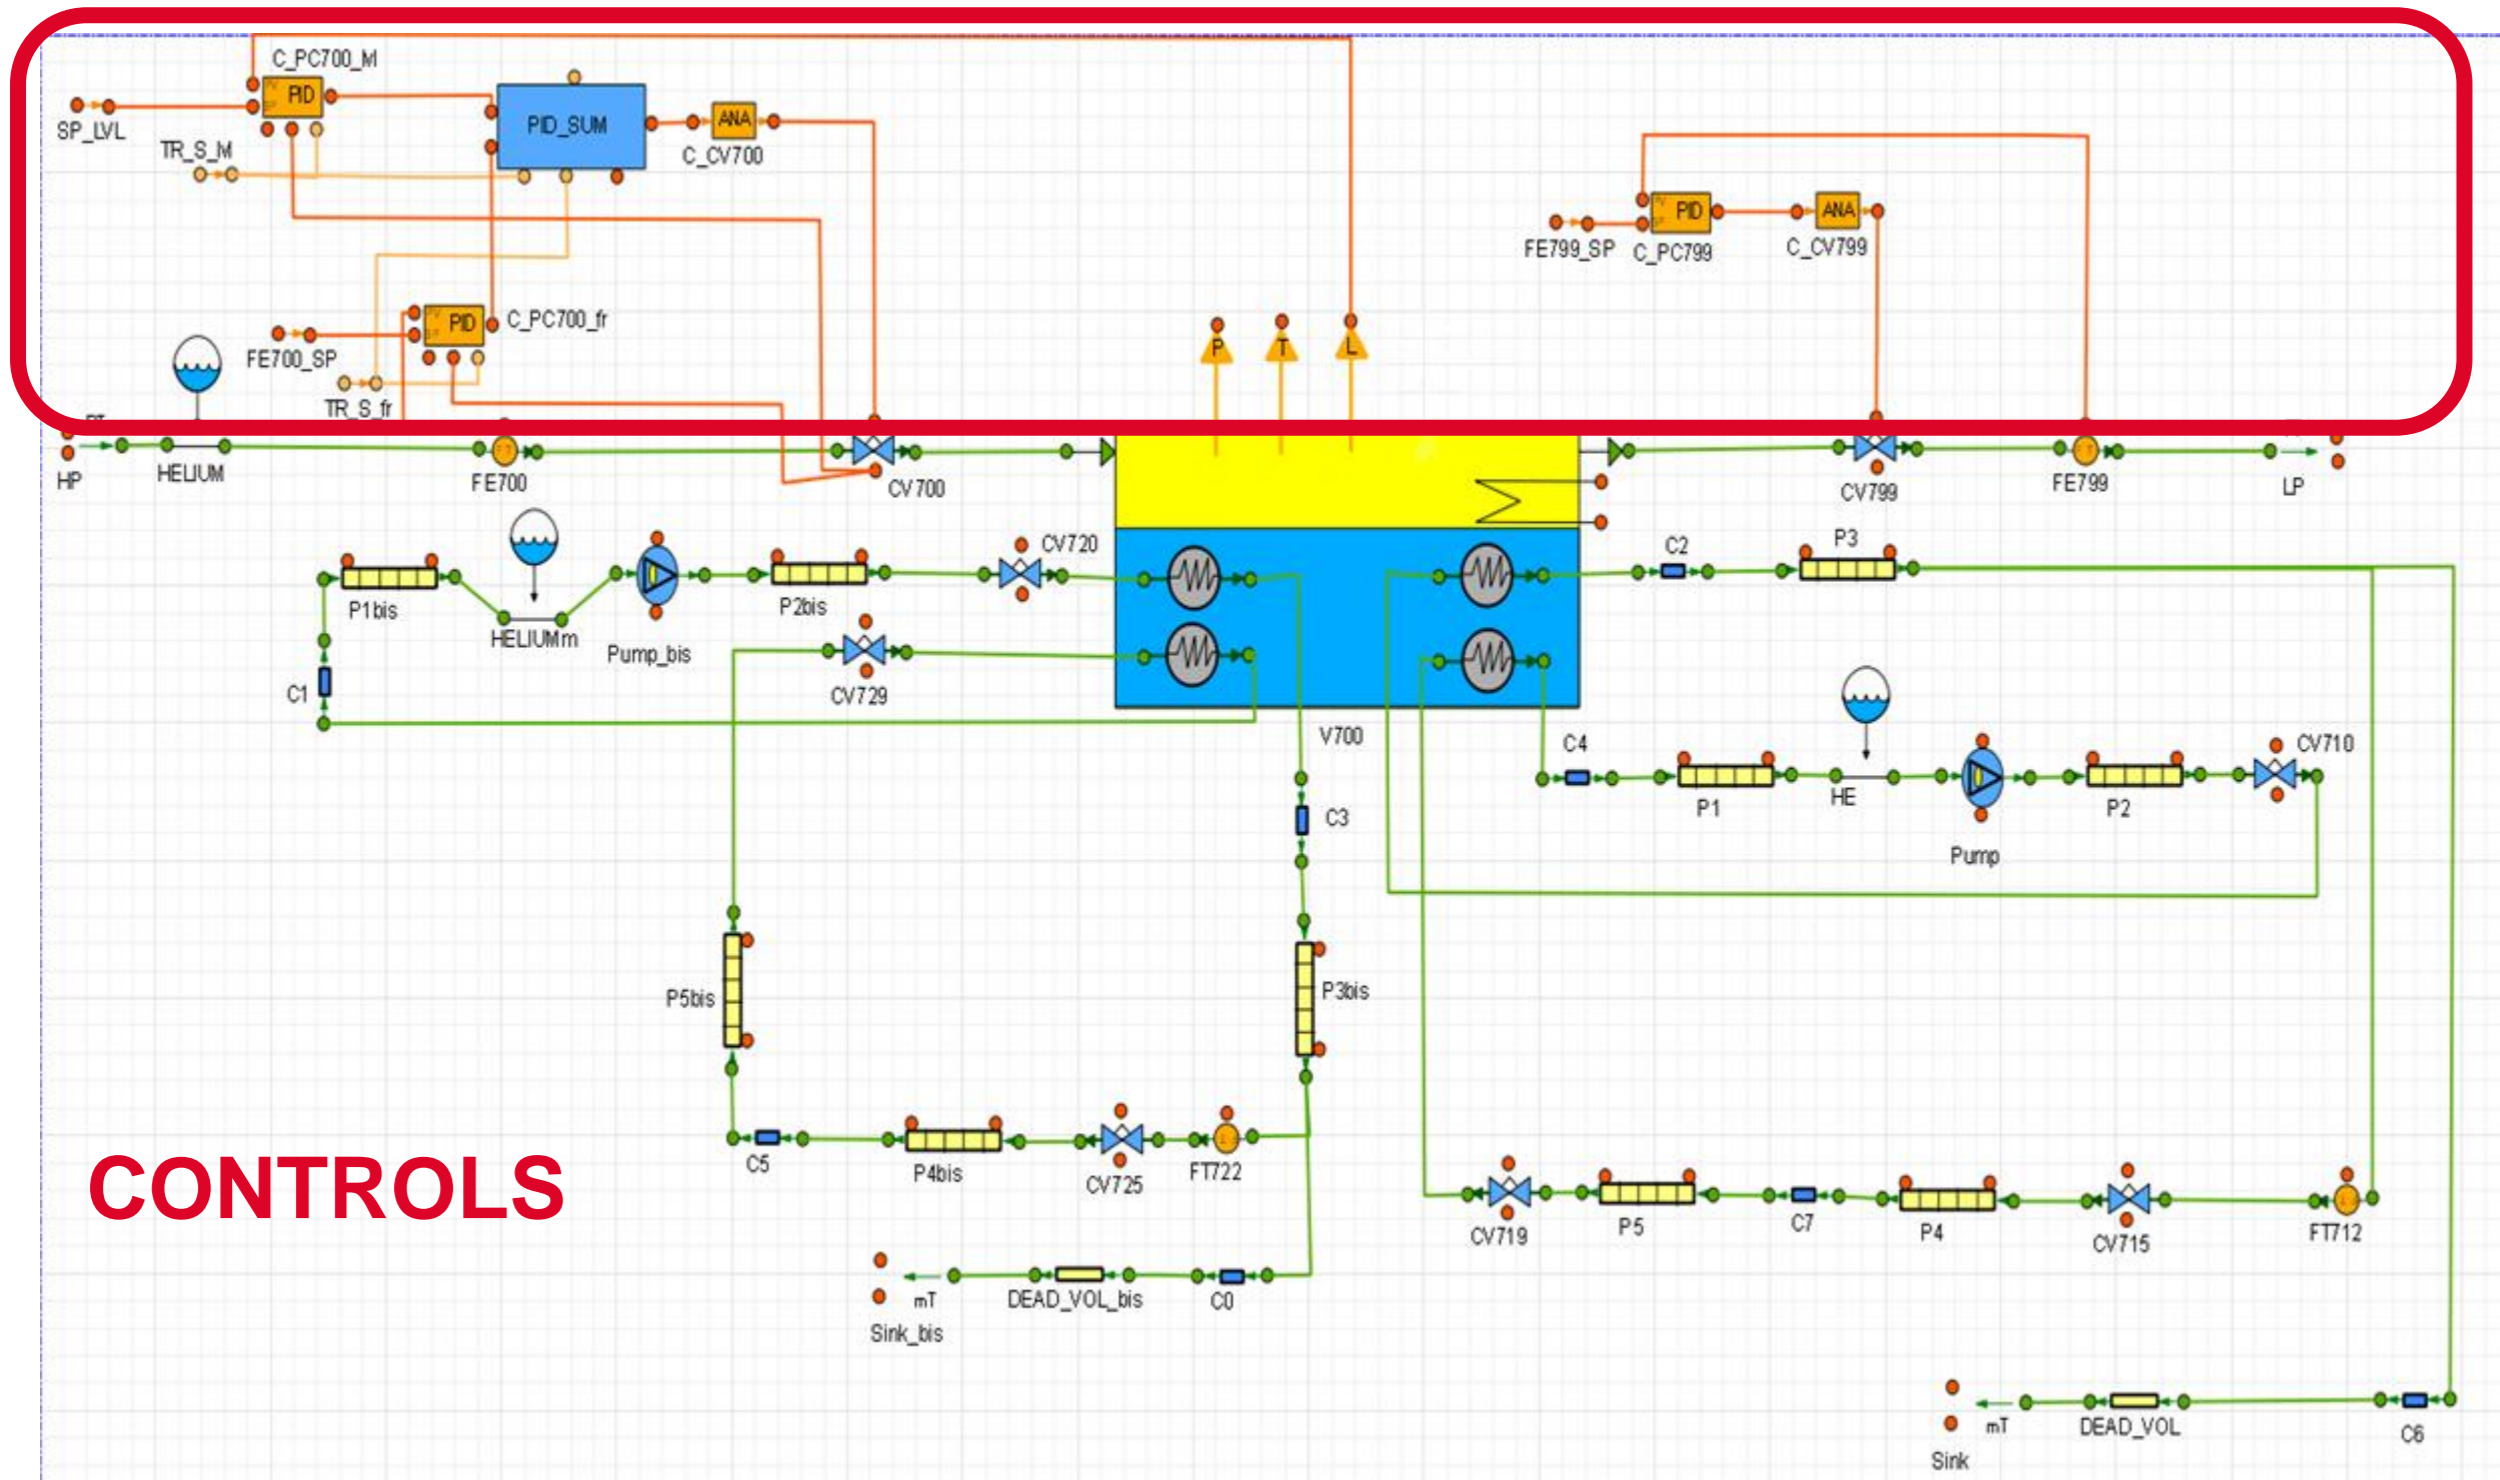 C_PC700_M
PID
SP_LVL
PID_SUM
ANA
C_CV700
TR_S_M
PID
ANA
FE799_SP
C_PC799
C_CV799
PID
C_PC700_fr
FE700_SP
TR_S_fr
P
T
L
HP
HELIUM
FE700
CV700
CV799
FE799
LP
P1bis
HELIUMm
Pump_bis
P2bis
CV720
C2
P3
C1
CV729
V700
C4
P1
HE
Pump
P2
CV710
C3
P5bis
P3bis
CONTROLS
C5
P4bis
CV725
FT722
CV719
P5
C7
P4
CV715
FT712
mT
Sink_bis
DEAD_VOL_bis
C0
mT
Sink
DEAD_VOL
C6